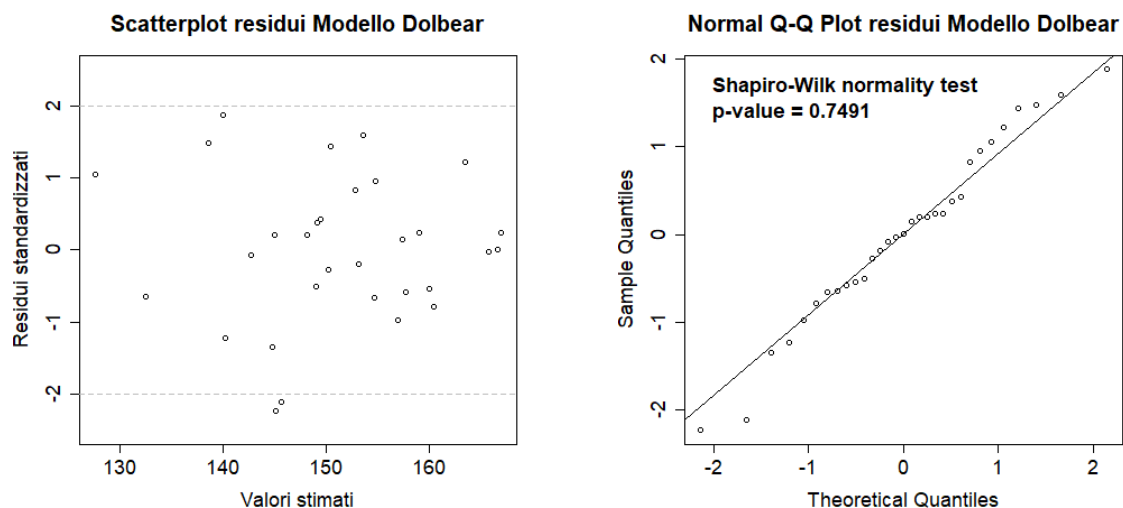 Scatterplot residui Modello Dolbear
Residui standardizzati
2
1
0
-1
-2
130
140
150
160
Valori stimati
Normal Q-Q Plot residui Modello Dolbear
Shapiro-Wilk normality test
p-value = 0.7491
Sample Quantiles
2
1
0
-1
-2
-2
-1
0
1
2
Theoretical Quantiles